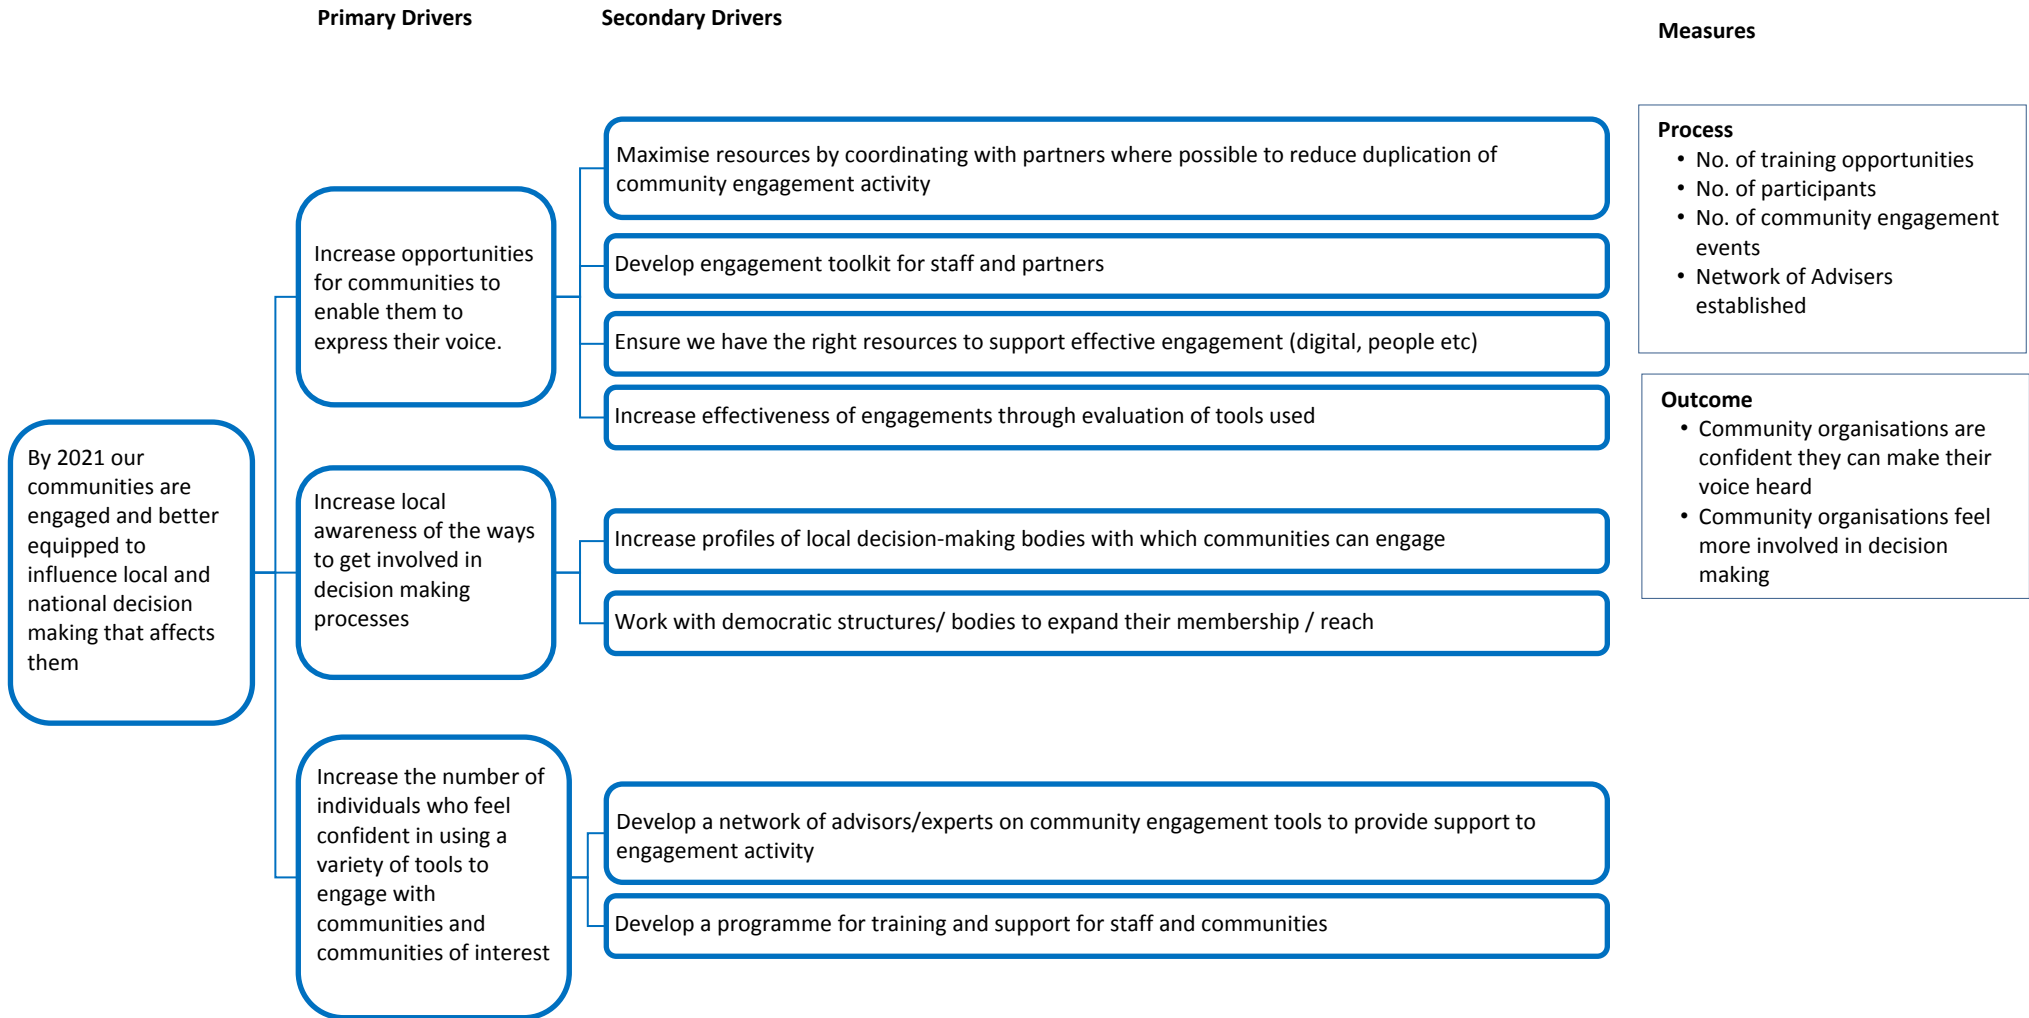 Primary Drivers
Secondary Drivers
Measures
By 2021 our
communities are
engaged and better
equipped to
influence local and
national decision
making that affects
them
Increase opportunities
for communities to
enable them to
express their voice.
Maximise resources by coordinating with partners where possible to reduce duplication of
community engagement activity
Develop engagement toolkit for staff and partners
Ensure we have the right resources to support effective engagement (digital, people etc)
Increase effectiveness of engagements through evaluation of tools used
Increase local
awareness of the ways
to get involved in
decision making
processes
Increase profiles of local decision-making bodies with which communities can engage
Work with democratic structures/ bodies to expand their membership / reach
Increase the number of
individuals who feel
confident in using a
variety of tools to
engage with
communities and
communities of interest
Develop a network of advisors/experts on community engagement tools to provide support to
engagement activity
Develop a programme for training and support for staff and communities
Process
• No. of training opportunities
• No. of participants
• No. of community engagement
events
• Network of Advisers
established
Outcome
• Community organisations are
confident they can make their
voice heard
• Community organisations feel
more involved in decision
making